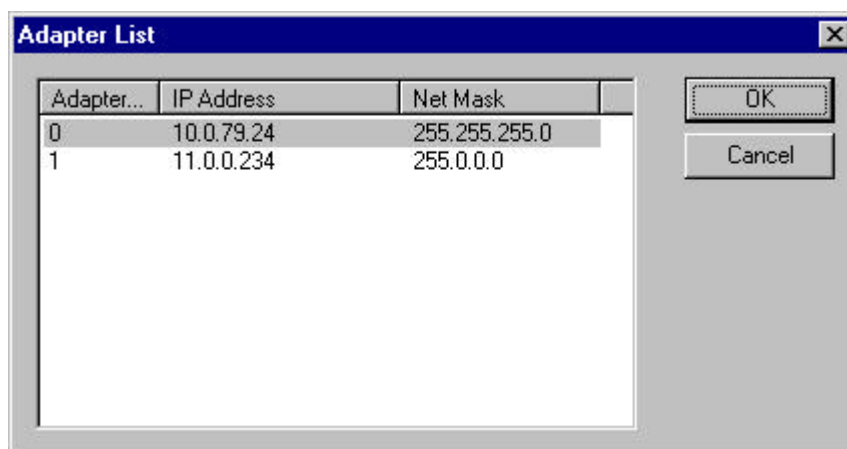 Adapter List
Adapter... IP Address Net Mask
0 10.0.79.24 255.255.255.0
1 11.0.0.234 255.0.0.0
OK
Cancel